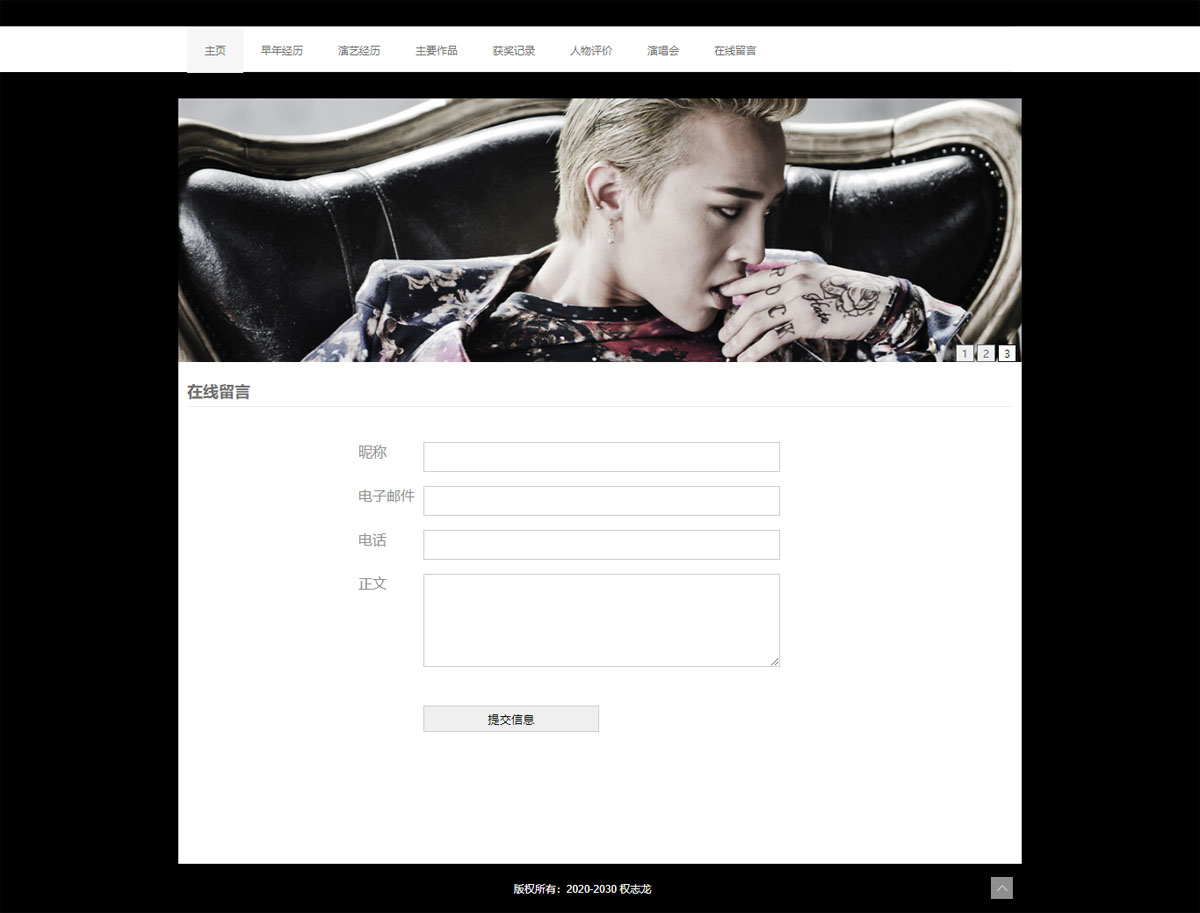 主页 早年经历 演艺经历 主要作品 获奖记录 人物评价 演唱会 在线留言
ROCK
Hate
1 2 3
在线留言
昵称
电子邮件
电话
正文
提交信息
版权所有：2020-2030 权志龙